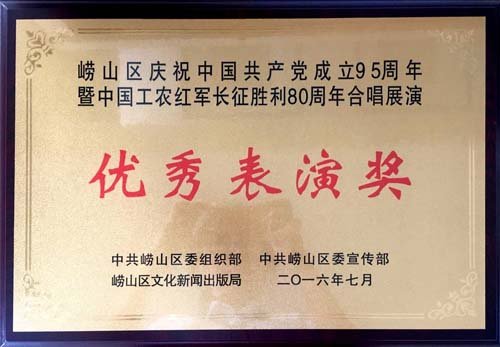 崂山区庆祝中国共产党成立95周年
暨中国工农红军长征胜利80周年合唱展演
优秀表演奖
中共崂山区委组织部 中共崂山区委宣传部
崂山区文化新闻出版局 二〇一六年七月